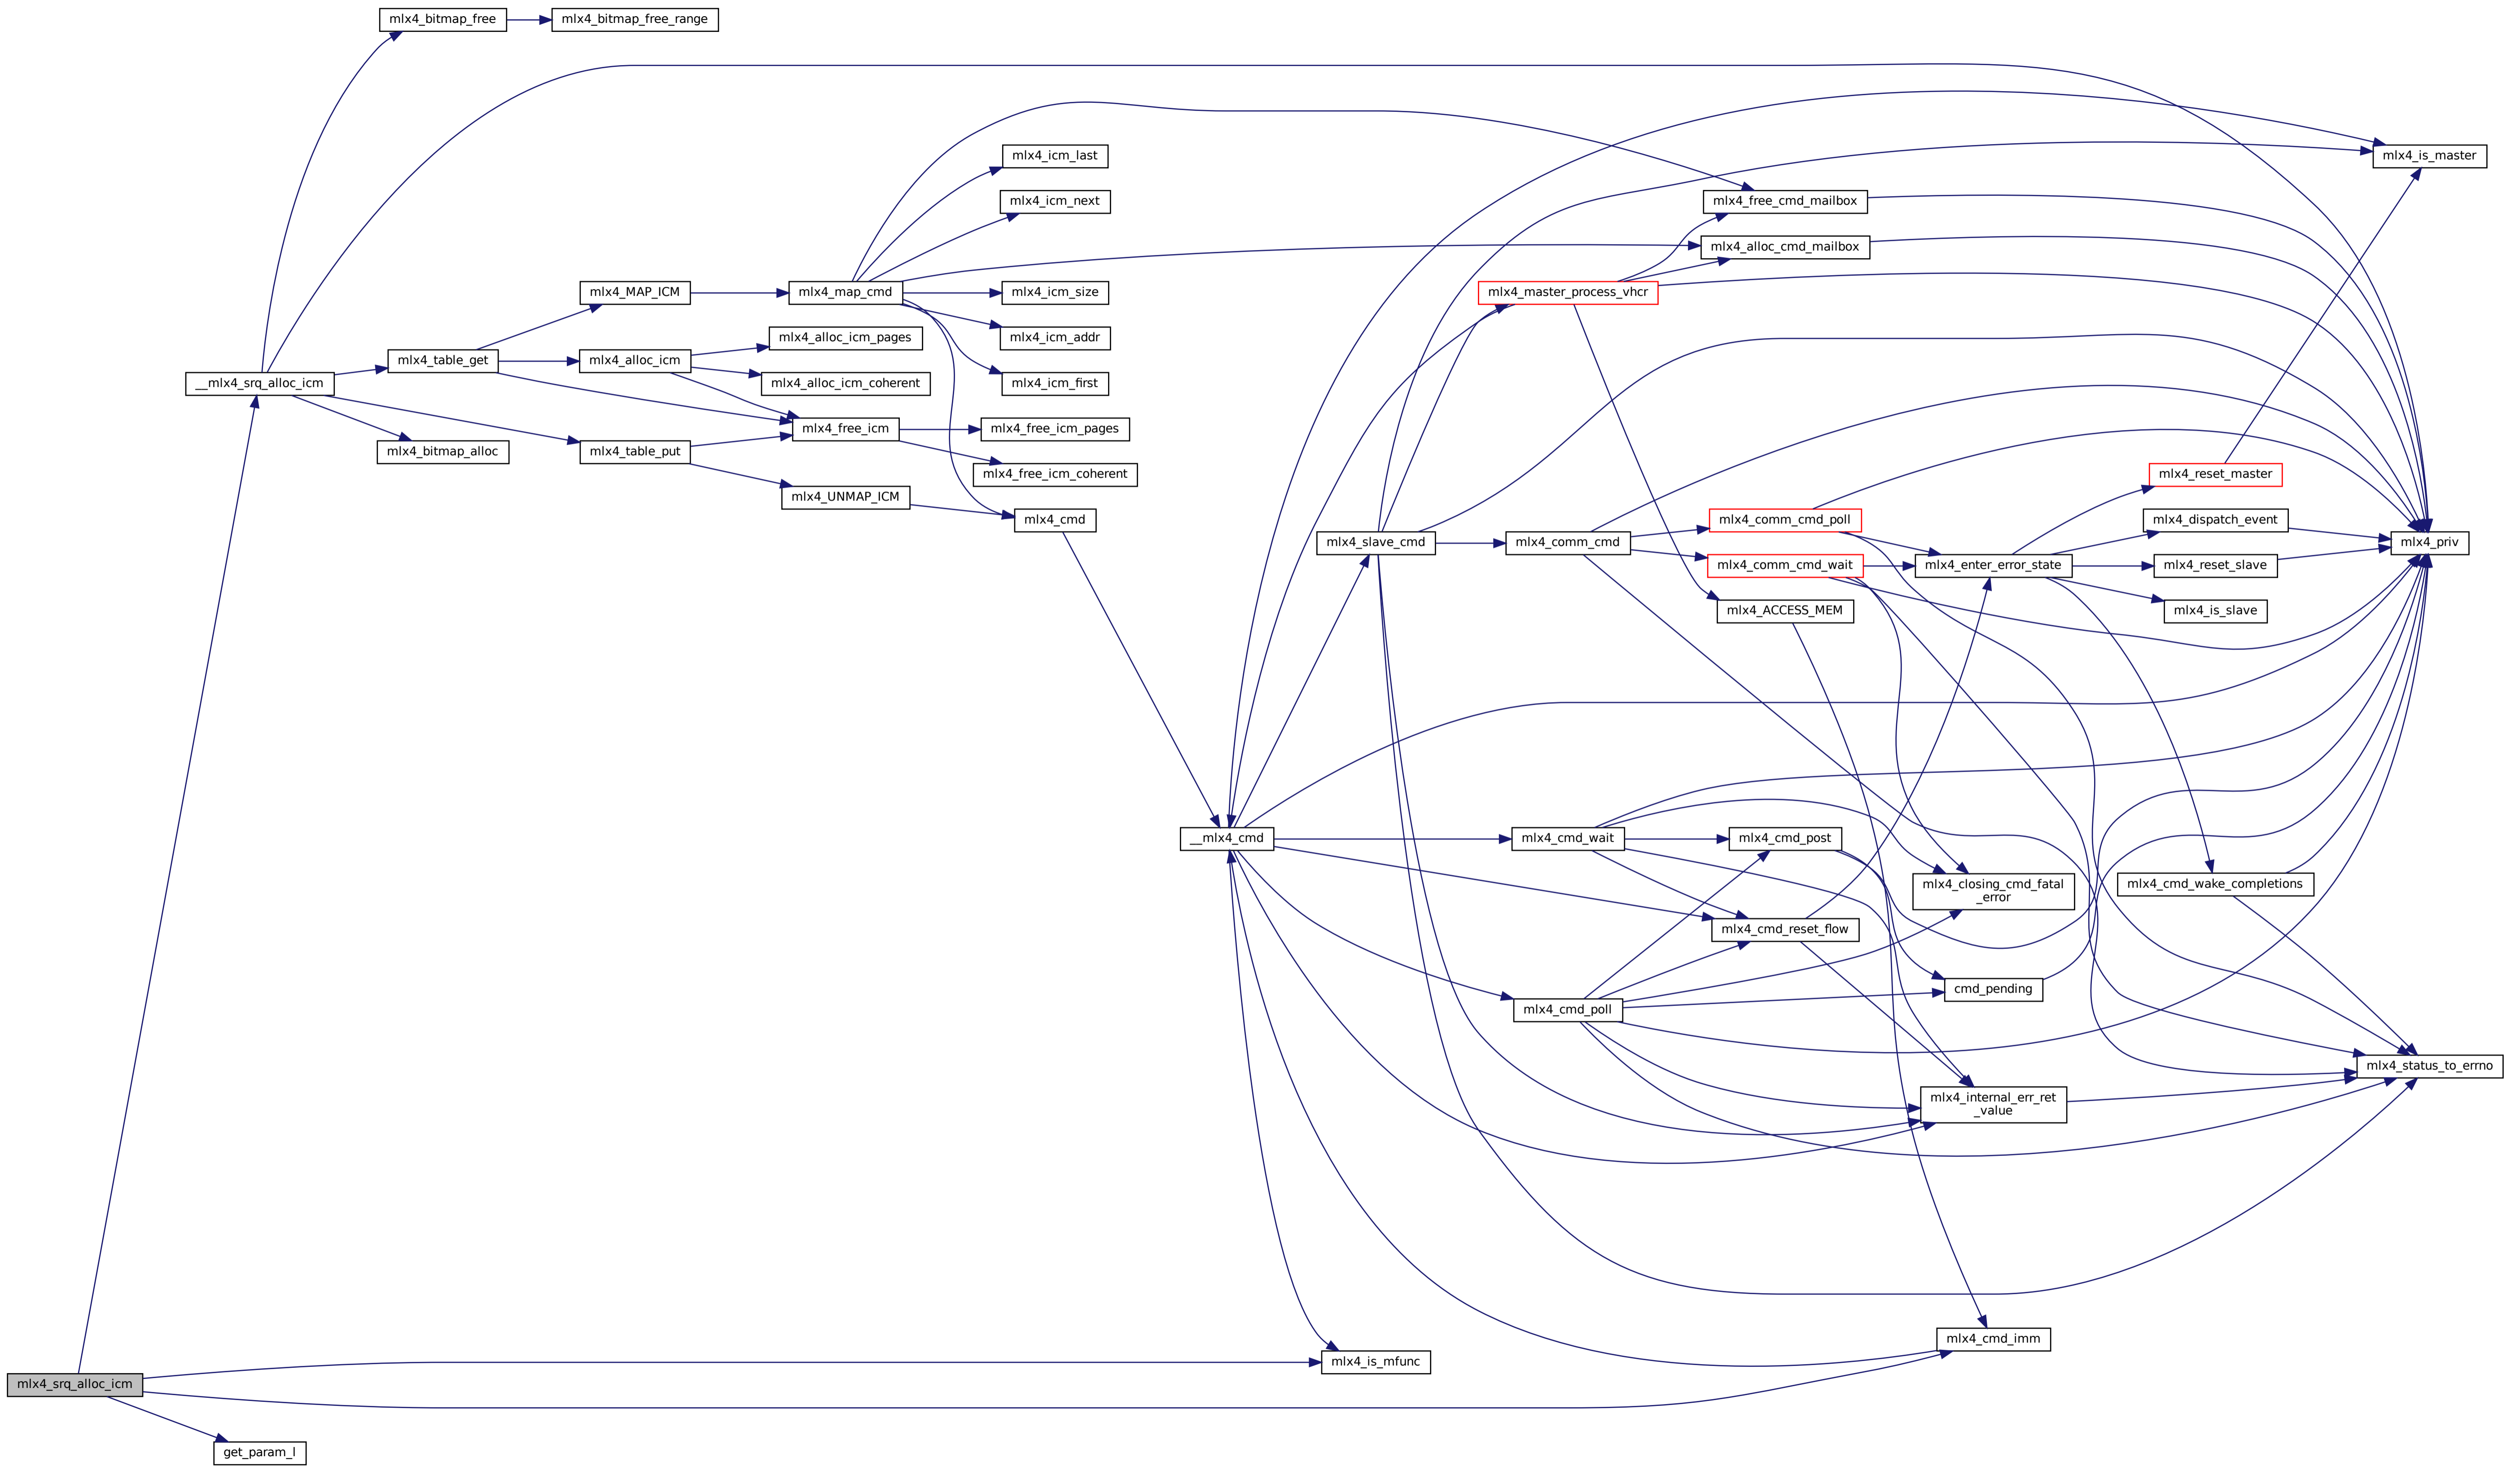 mlx4_bitmap_free
mlx4_bitmap_free_range
mlx4_icm_last
mlx4_is_master
mlx4_icm_next
mlx4_free_cmd_mailbox
mlx4_alloc_cmd_mailbox
mlx4_MAP_ICM
mlx4_map_cmd
mlx4_icm_size
mlx4_master_process_vhcr
mlx4_alloc_icm_pages
mlx4_icm_addr
mlx4_table_get
mlx4_alloc_icm
__mlx4_srq_alloc_icm
mlx4_alloc_icm_coherent
mlx4_icm_first
mlx4_free_icm
mlx4_free_icm_pages
mlx4_bitmap_alloc
mlx4_table_put
mlx4_free_icm_coherent
mlx4_reset_master
mlx4_UNMAP_ICM
mlx4_cmd
mlx4_comm_cmd_poll
mlx4_dispatch_event
mlx4_slave_cmd
mlx4_comm_cmd
mlx4_priv
mlx4_comm_cmd_wait
mlx4_enter_error_state
mlx4_reset_slave
mlx4_ACCESS_MEM
mlx4_is_slave
__mlx4_cmd
mlx4_cmd_wait
mlx4_cmd_post
mlx4_closing_cmd_fatal
_error
mlx4_cmd_wake_completions
mlx4_cmd_reset_flow
cmd_pending
mlx4_cmd_poll
mlx4_status_to_errno
mlx4_internal_err_ret
_value
mlx4_cmd_imm
mlx4_is_mfunc
mlx4_srq_alloc_icm
get_param_l